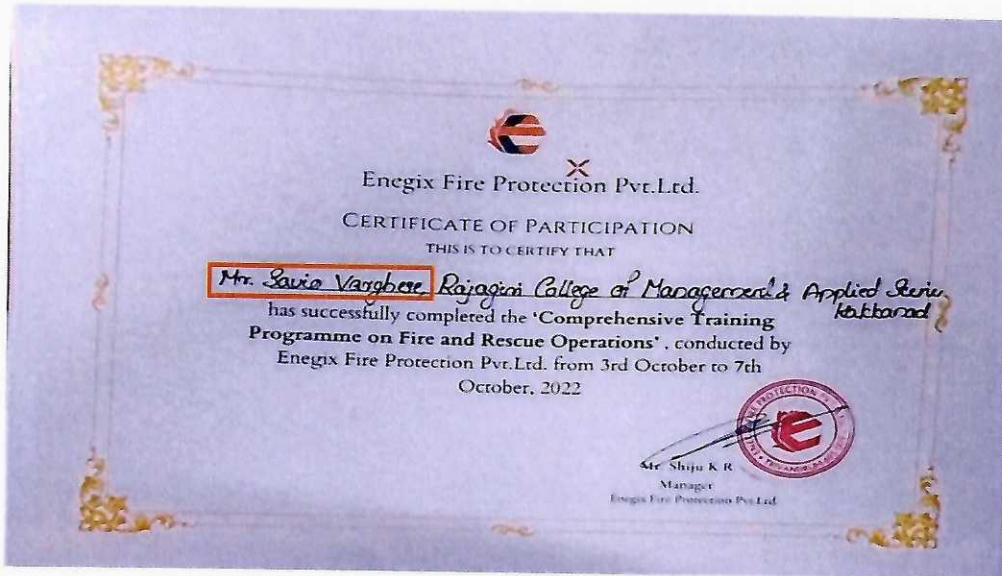 Enegix Fire Protection Pvt.Ltd.
CERTIFICATE OF PARTICIPATION
THIS IS TO CERTIFY THAT
Mr. Savio Varghese, Rajagiri College of Management & Applied
Kakkanad
has successfully completed the 'Comprehensive Training
Programme on Fire and Rescue Operations', conducted by
Enegix Fire Protection Pvt.Ltd. from 3rd October to 7th
October, 2022
Mr. Shiju K R
Manager
Enegix Fire Protection Pvt.Ltd.
FIRE PROTECTION